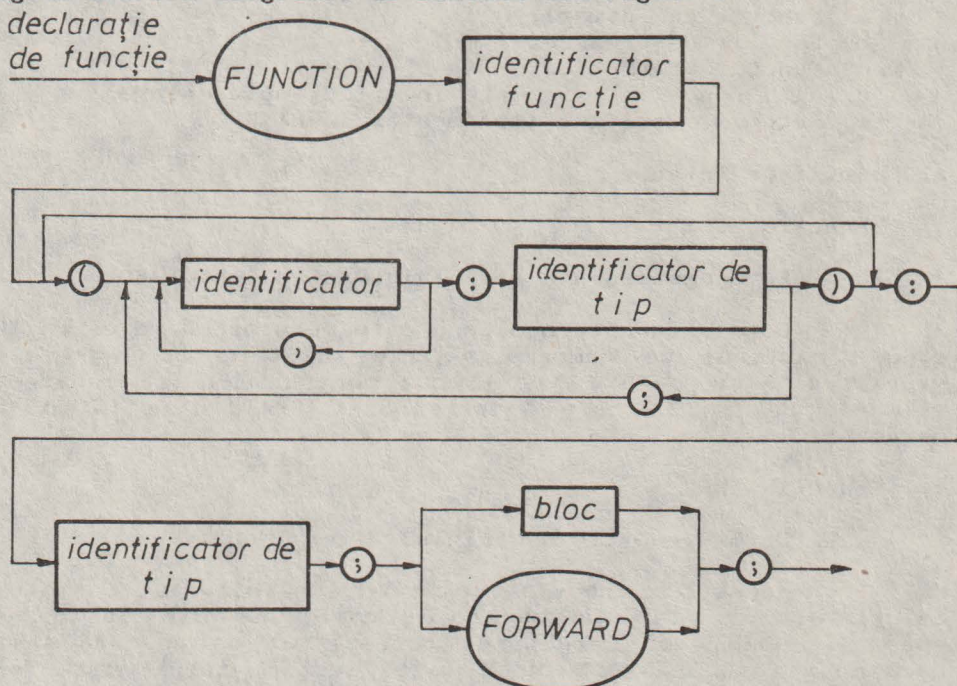 declarație
de funcție
FUNCTION
identificator
funcție
(
identificator
:
identificator de
tip
)
:
,
;
identificator de
tip
;
bloc
FORWARD
;